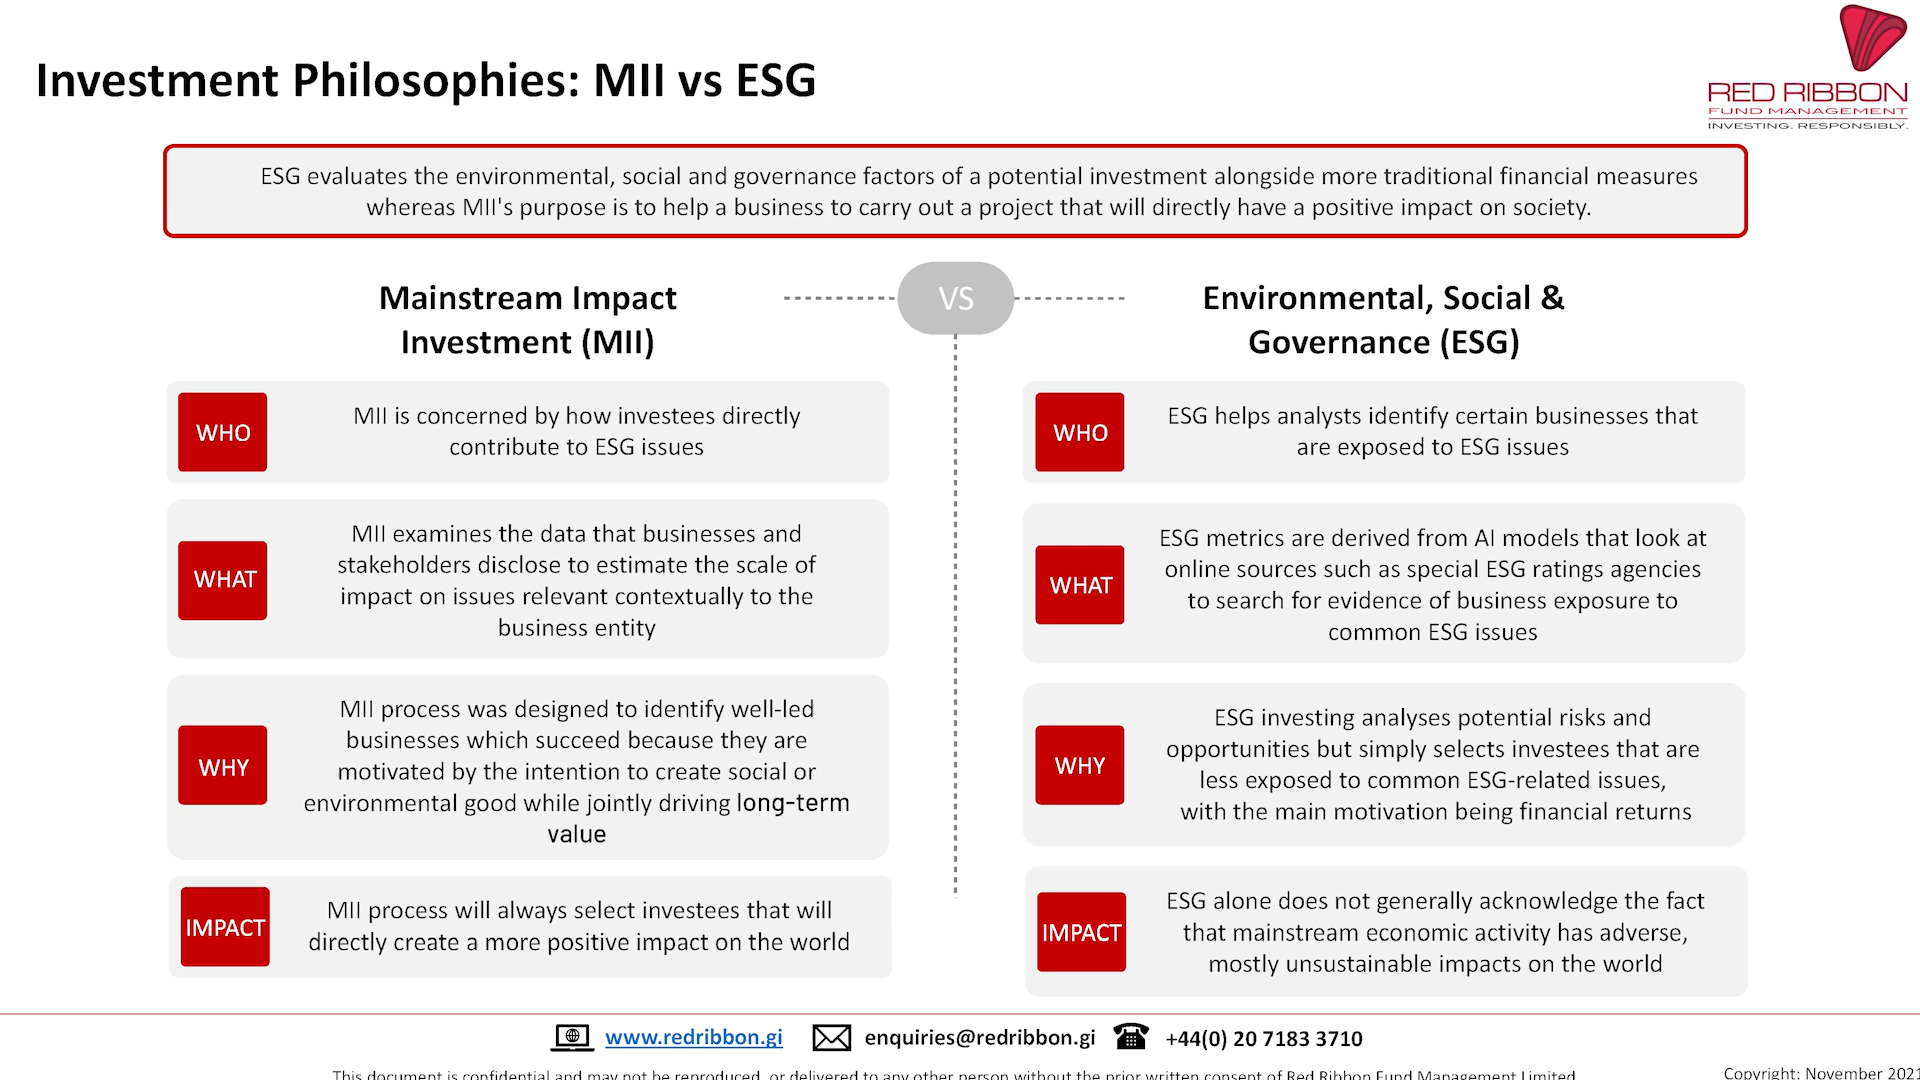 Investment Philosophies: MII vs ESG
RED RIBBON
FUND MANAGEMENT
INVESTING. RESPONSIBLY.
ESG evaluates the environmental, social and governance factors of a potential investment alongside more traditional financial measures
whereas MII's purpose is to help a business to carry out a project that will directly have a positive impact on society.
Mainstream Impact
Investment (MII)
VS
Environmental, Social &
Governance (ESG)
WHO
MII is concerned by how investees directly
contribute to ESG issues
WHAT
MII examines the data that businesses and
stakeholders disclose to estimate the scale of
impact on issues relevant contextually to the
business entity
WHY
MII process was designed to identify well-led
businesses which succeed because they are
motivated by the intention to create social or
environmental good while jointly driving long-term
value
IMPACT
MII process will always select investees that will
directly create a more positive impact on the world
WHO
ESG helps analysts identify certain businesses that
are exposed to ESG issues
WHAT
ESG metrics are derived from AI models that look at
online sources such as special ESG ratings agencies
to search for evidence of business exposure to
common ESG issues
WHY
ESG investing analyses potential risks and
opportunities but simply selects investees that are
less exposed to common ESG-related issues,
with the main motivation being financial returns
IMPACT
ESG alone does not generally acknowledge the fact
that mainstream economic activity has adverse,
mostly unsustainable impacts on the world
www.redribbon.gi
enquiries@redribbon.gi
+44(0) 20 7183 3710
This document is confidential and may not be reproduced, or delivered to any other person without the prior written consent of Red Ribbon Fund Management Limited
Copyright: November 2021